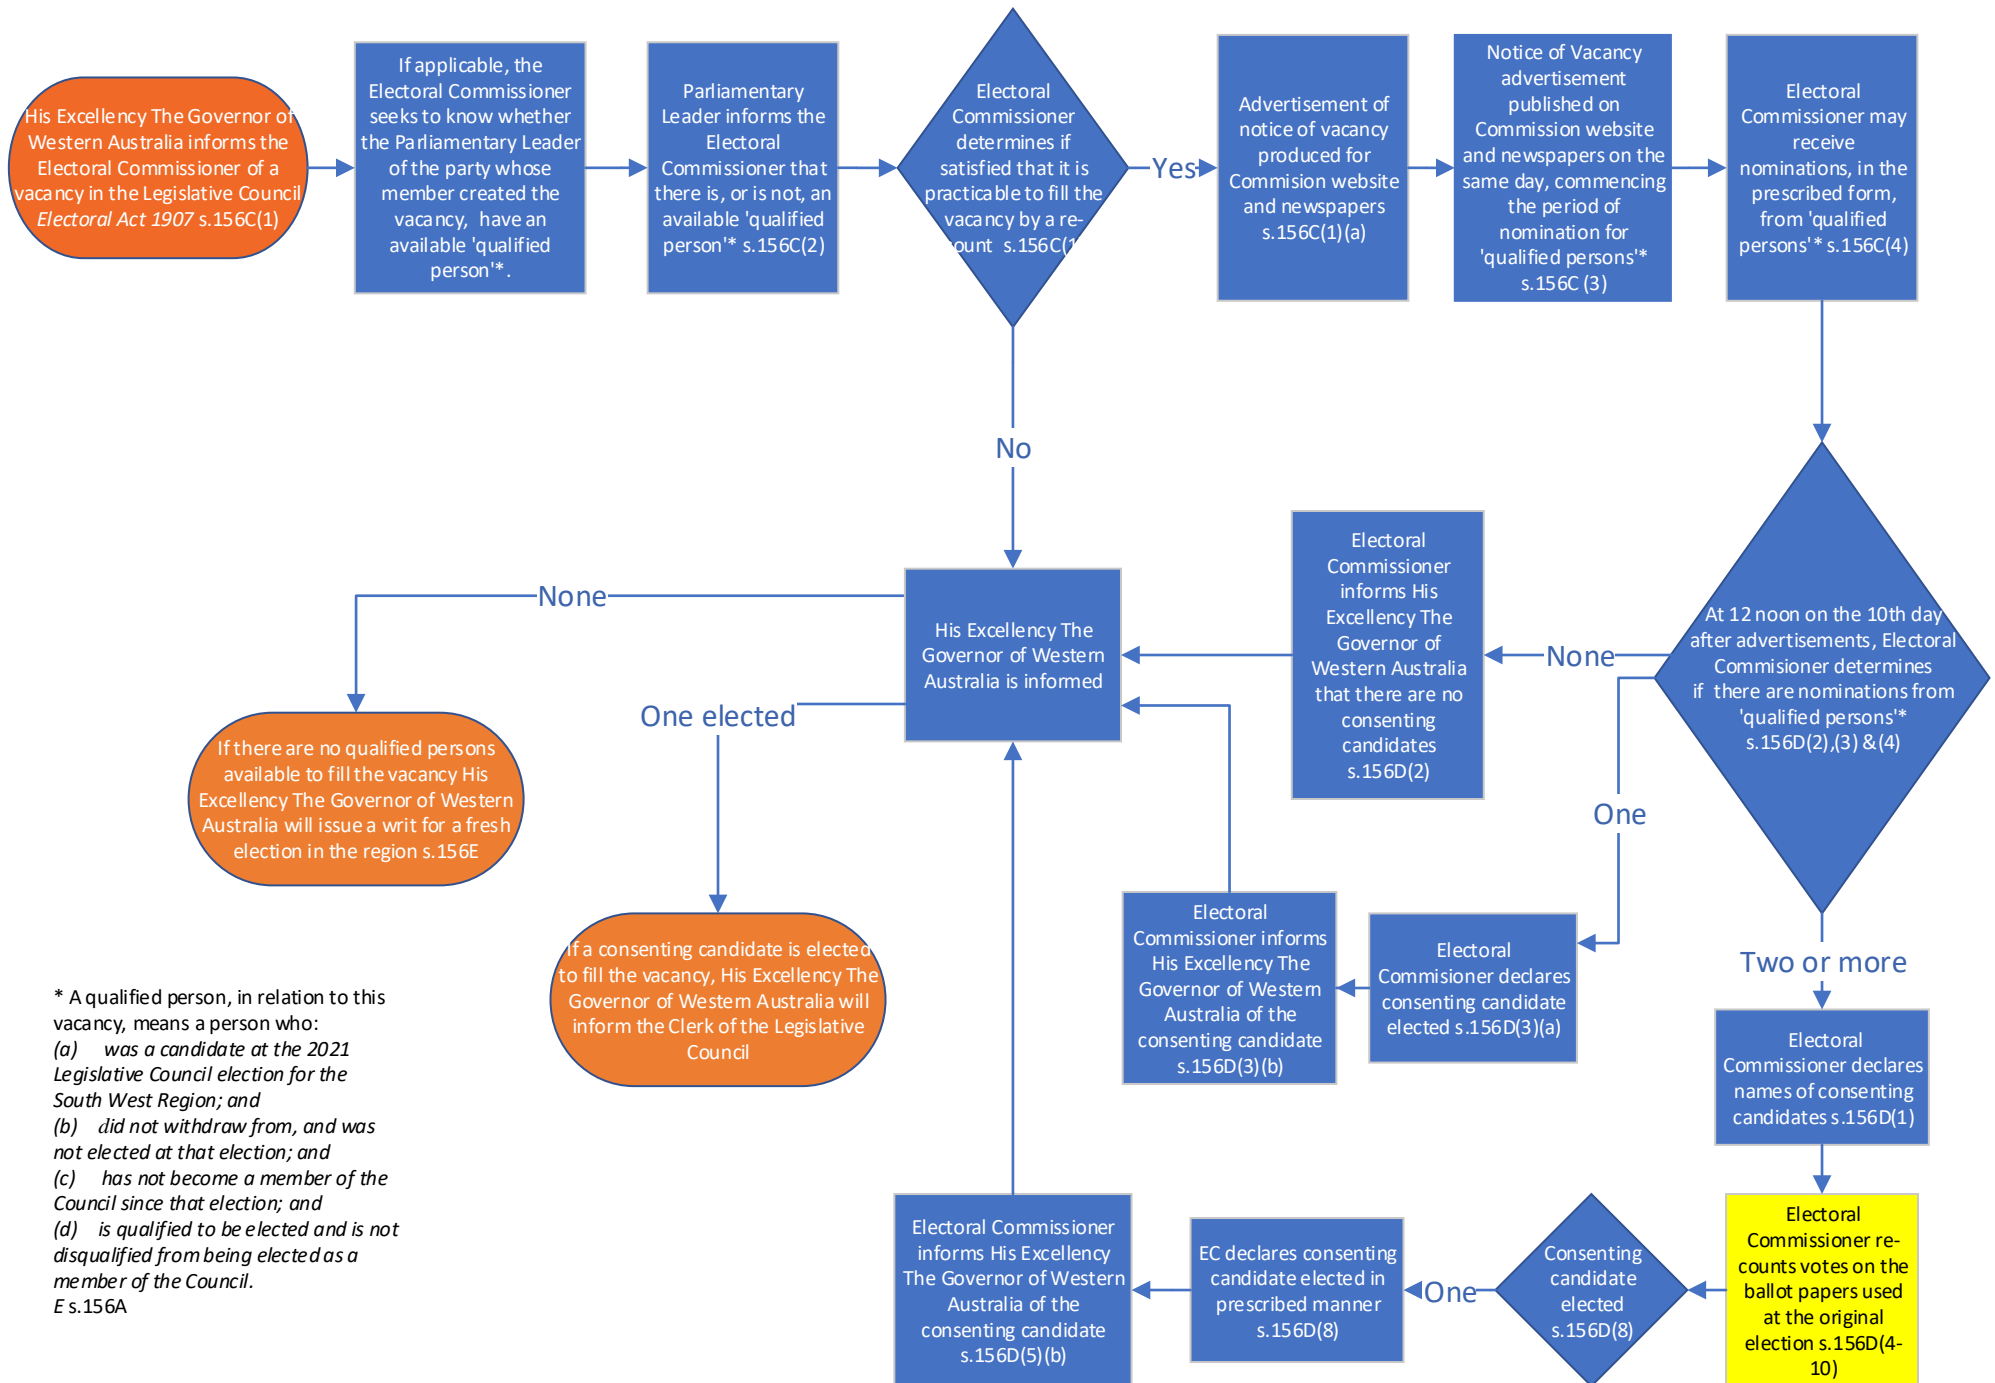 His Excellency The Governor of
Western Australia informs the
Electoral Commissioner of a
vacancy in the Legislative Council
Electoral Act 1907 s.156C(1)
If applicable, the
Electoral Commissioner
seeks to know whether
the Parliamentary Leader
of the party whose
member created the
vacancy, have an
available 'qualified
person'*.
Parliamentary
Leader informs the
Electoral
Commissioner that
there is, or is not, an
available 'qualified
person'* s.156C(2)
Electoral
Commissioner
determines if
satisfied that it is
practicable to fill the
vacancy by a re-
ount s.156C(1
Yes
Advertisement of
notice of vacancy
produced for
Commision website
and newspapers
s.156C(1)(a)
Notice of Vacancy
advertisement
published on
Commission website
and newspapers on the
same day, commencing
the period of
nomination for
'qualified persons'*
s.156C (3)
Electoral
Commissioner may
receive
nominations, in the
prescribed form,
from 'qualified
persons'* s.156C(4)
No
At 12 noon on the 10th day
after advertisements, Electoral
Commisioner determines
if there are nominations from
'qualified persons'*
s.156D(2),(3) &(4)
None
Electoral
Commissioner
informs His
Excellency The
Governor of
Western Australia
that there are no
consenting
candidates
s.156D(2)
His Excellency The
Governor of Western
Australia is informed
None
If there are no qualified persons
available to fill the vacancy His
Excellency The Governor of Western
Australia will issue a writ for a fresh
election in the region s.156E
One elected
If a consenting candidate is elected
to fill the vacancy, His Excellency The
Governor of Western Australia will
inform the Clerk of the Legislative
Council
One
Electoral
Commisioner declares
consenting candidate
elected s.156D(3)(a)
Electoral
Commissioner informs
His Excellency The
Governor of Western
Australia of the
consenting candidate
s.156D(3)(b)
Two or more
Electoral
Commissioner declares
names of consenting
candidates s.156D(1)
Electoral
Commissioner re-
counts votes on the
ballot papers used
at the original
election s.156D(4-
10)
Consenting
candidate
elected
s.156D(8)
One
EC declares consenting
candidate elected in
prescribed manner
s.156D(8)
Electoral Commissioner
informs His Excellency
The Governor of Western
Australia of the
consenting candidate
s.156D(5)(b)
* A qualified person, in relation to this
vacancy, means a person who:
(a) was a candidate at the 2021
Legislative Council election for the
South West Region; and
(b) did not withdraw from, and was
not elected at that election; and
(c) has not become a member of the
Council since that election; and
(d) is qualified to be elected and is not
disqualified from being elected as a
member of the Council.
E s.156A